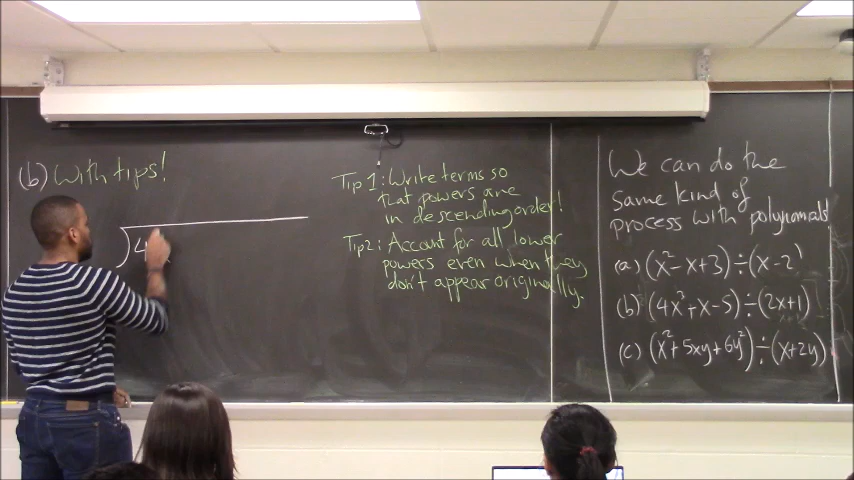 (b) With tips!
4x
Tip 1: Write terms so
that powers are
in descending order!
Tip 2: Account for all lower
powers even when they
don't appear originally.
We can do the
same kind of
process with polynomials
(a) (x²-x+3)÷(x-2)
(b) (4x³+x-5)÷(2x+1)
(c) (x²+5xy+6y²)÷(x+2y)